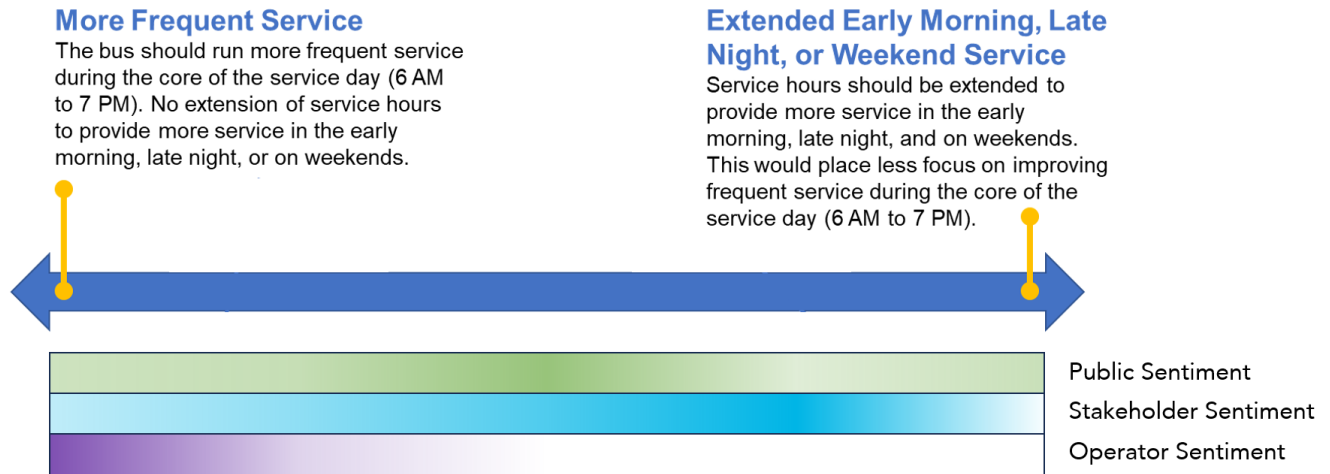 More Frequent Service
The bus should run more frequent service
during the core of the service day (6 AM
to 7 PM). No extension of service hours
to provide more service in the early
morning, late night, or on weekends.
Extended Early Morning, Late
Night, or Weekend Service
Service hours should be extended to
provide more service in the early
morning, late night, and on weekends.
This would place less focus on improving
frequent service during the core of the
service day (6 AM to 7 PM).
Public Sentiment
Stakeholder Sentiment
Operator Sentiment